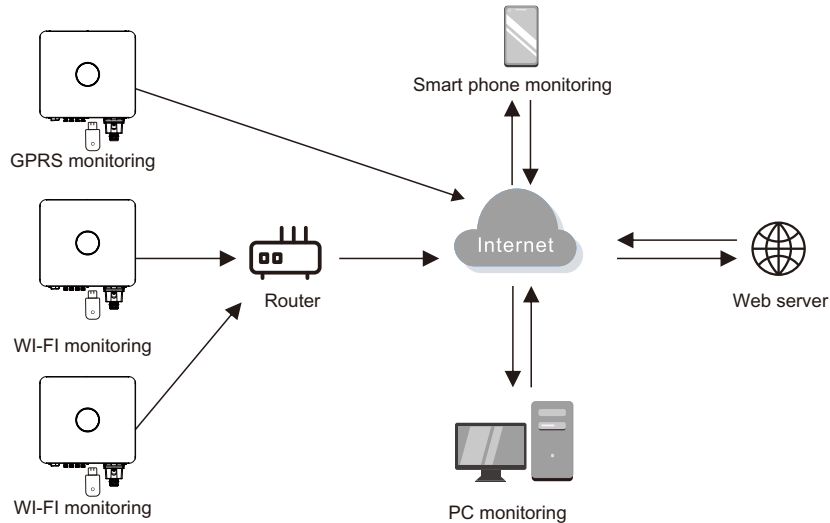 Smart phone monitoring
GPRS monitoring
Internet
Router
Web server
WI-FI monitoring
WI-FI monitoring
PC monitoring